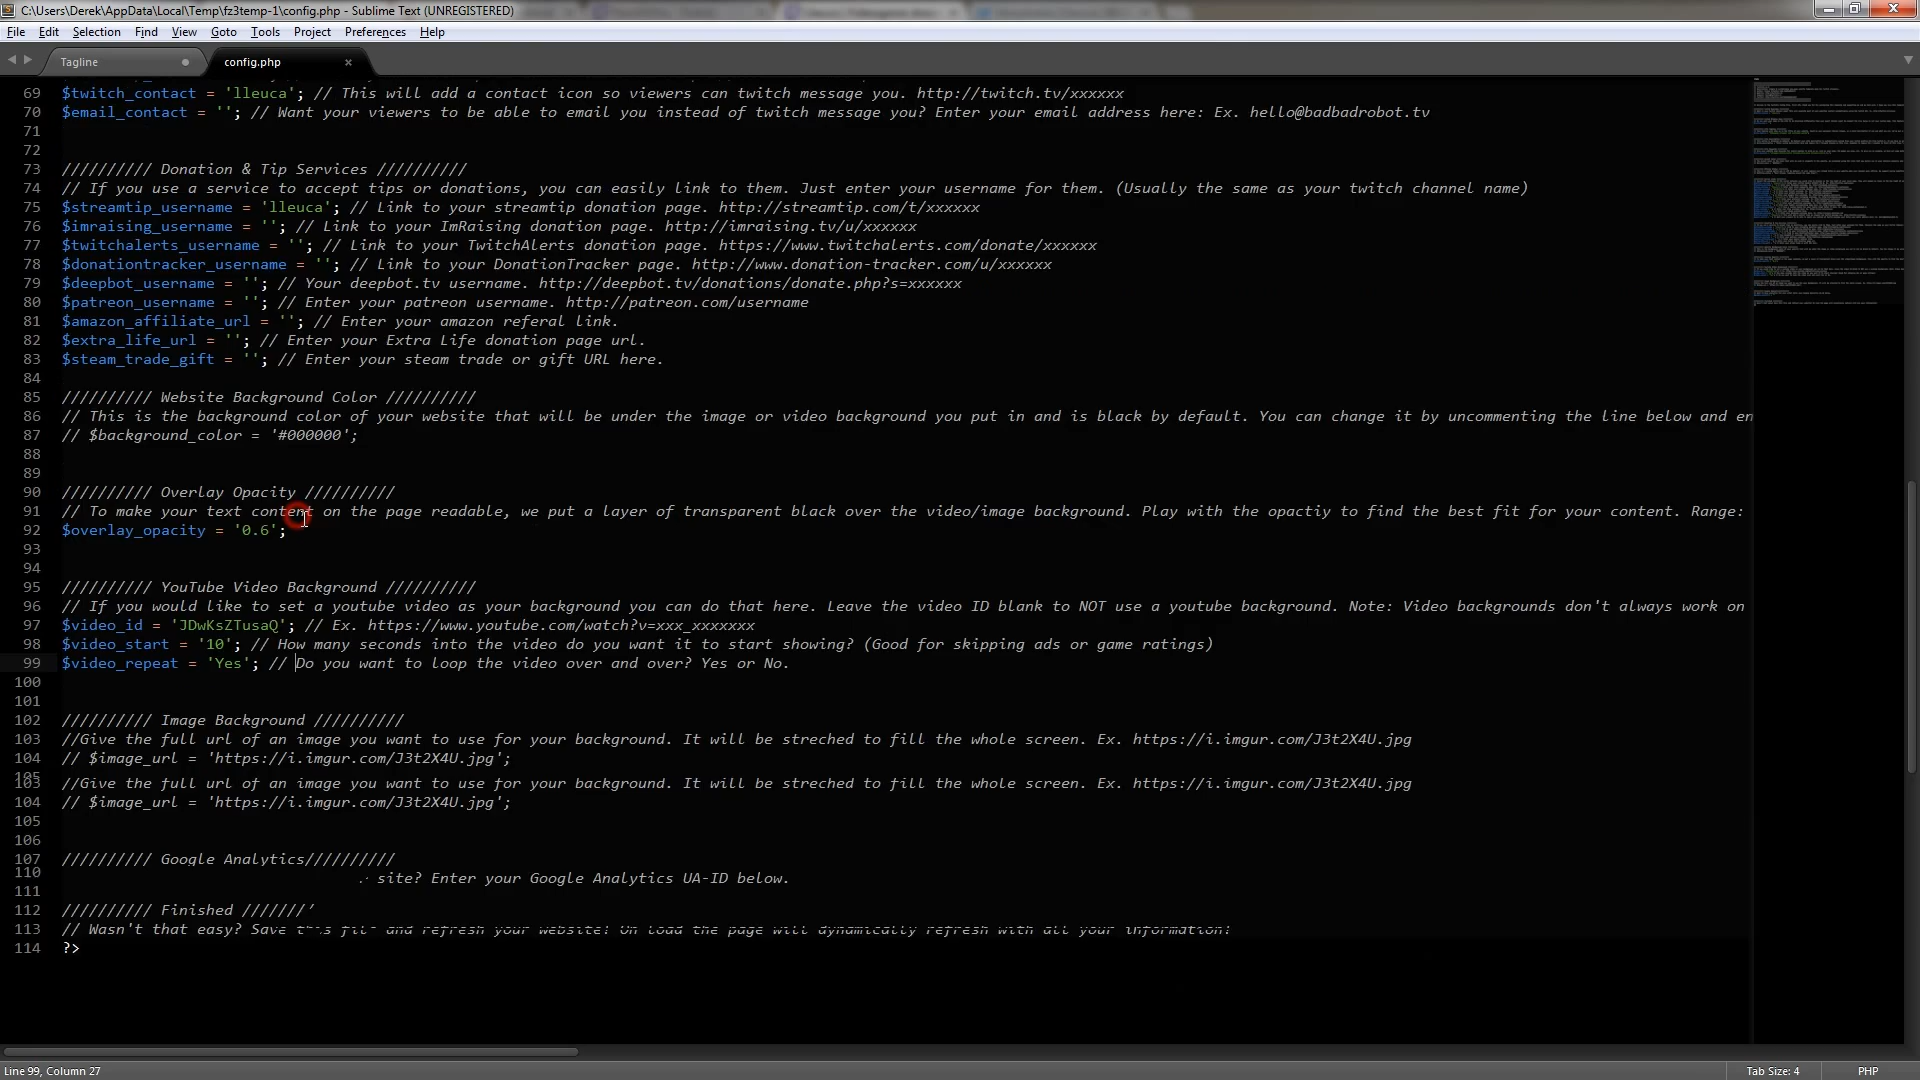 C:\Users\Derek\AppData\Local\Temp\fz3temp-1\config.php - Sublime Text (UNREGISTERED)
File Edit Selection Find View Goto Tools Project Preferences Help
Tagline config.php
69 $twitch_contact = 'lleuca'; // This will add a contact icon so viewers can twitch message you. http://twitch.tv/xxxxxx
70 $email_contact = ''; // Want your viewers to be able to email you instead of twitch message you? Enter your email address here: Ex. hello@badbadrobot.tv
71
72
73 ////////// Donation & Tip Services //////////
74 // If you use a service to accept tips or donations, you can easily link to them. Just enter your username for them. (Usually the same as your twitch channel name)
75 $streamtip_username = 'lleuca'; // Link to your streamtip donation page. http://streamtip.com/t/xxxxxx
76 $imraising_username = ''; // Link to your ImRaising donation page. http://imraising.tv/u/xxxxxx
77 $twitchalerts_username = ''; // Link to your TwitchAlerts donation page. https://www.twitchalerts.com/donate/xxxxxx
78 $donationtracker_username = ''; // Link to your DonationTracker page. http://www.donation-tracker.com/u/xxxxxx
79 $deepbot_username = ''; // Your deepbot.tv username. http://deepbot.tv/donations/donate.php?s=xxxxxx
80 $patreon_username = ''; // Enter your patreon username. http://patreon.com/username
81 $amazon_affiliate_url = ''; // Enter your amazon referal link.
82 $extra_life_url = ''; // Enter your Extra Life donation page url.
83 $steam_trade_gift = ''; // Enter your steam trade or gift URL here.
84
85 ////////// Website Background Color //////////
86 // This is the background color of your website that will be under the image or video background you put in and is black by default. You can change it by uncommenting the line below and en
87 // $background_color = '#000000';
88
89
90 ////////// Overlay Opacity //////////
91 // To make your text content on the page readable, we put a layer of transparent black over the video/image background. Play with the opactiy to find the best fit for your content. Range:
92 $overlay_opacity = '0.6';
93
94
95 ////////// YouTube Video Background //////////
96 // If you would like to set a youtube video as your background you can do that here. Leave the video ID blank to NOT use a youtube background. Note: Video backgrounds don't always work on
97 $video_id = 'JDwKsZTusaQ'; // Ex. https://www.youtube.com/watch?v=xxx_xxxxxxx
98 $video_start = '10'; // How many seconds into the video do you want it to start showing? (Good for skipping ads or game ratings)
99 $video_repeat = 'Yes'; // Do you want to loop the video over and over? Yes or No.
100
101
102 ////////// Image Background //////////
103 //Give the full url of an image you want to use for your background. It will be streched to fill the whole screen. Ex. https://i.imgur.com/J3t2X4U.jpg
104 // $image_url = 'https://i.imgur.com/J3t2X4U.jpg';
105
103 //Give the full url of an image you want to use for your background. It will be streched to fill the whole screen. Ex. https://i.imgur.com/J3t2X4U.jpg
104 // $image_url = 'https://i.imgur.com/J3t2X4U.jpg';
105
106
107 ////////// Google Analytics//////////
110
site? Enter your Google Analytics UA-ID below.
111
112 ////////// Finished ///////
113 // Wasn't that easy? Save this file and refresh your website! On load the page will dynamically refresh with all your information!
114 ?>
Line 99, Column 27 Tab Size: 4 PHP